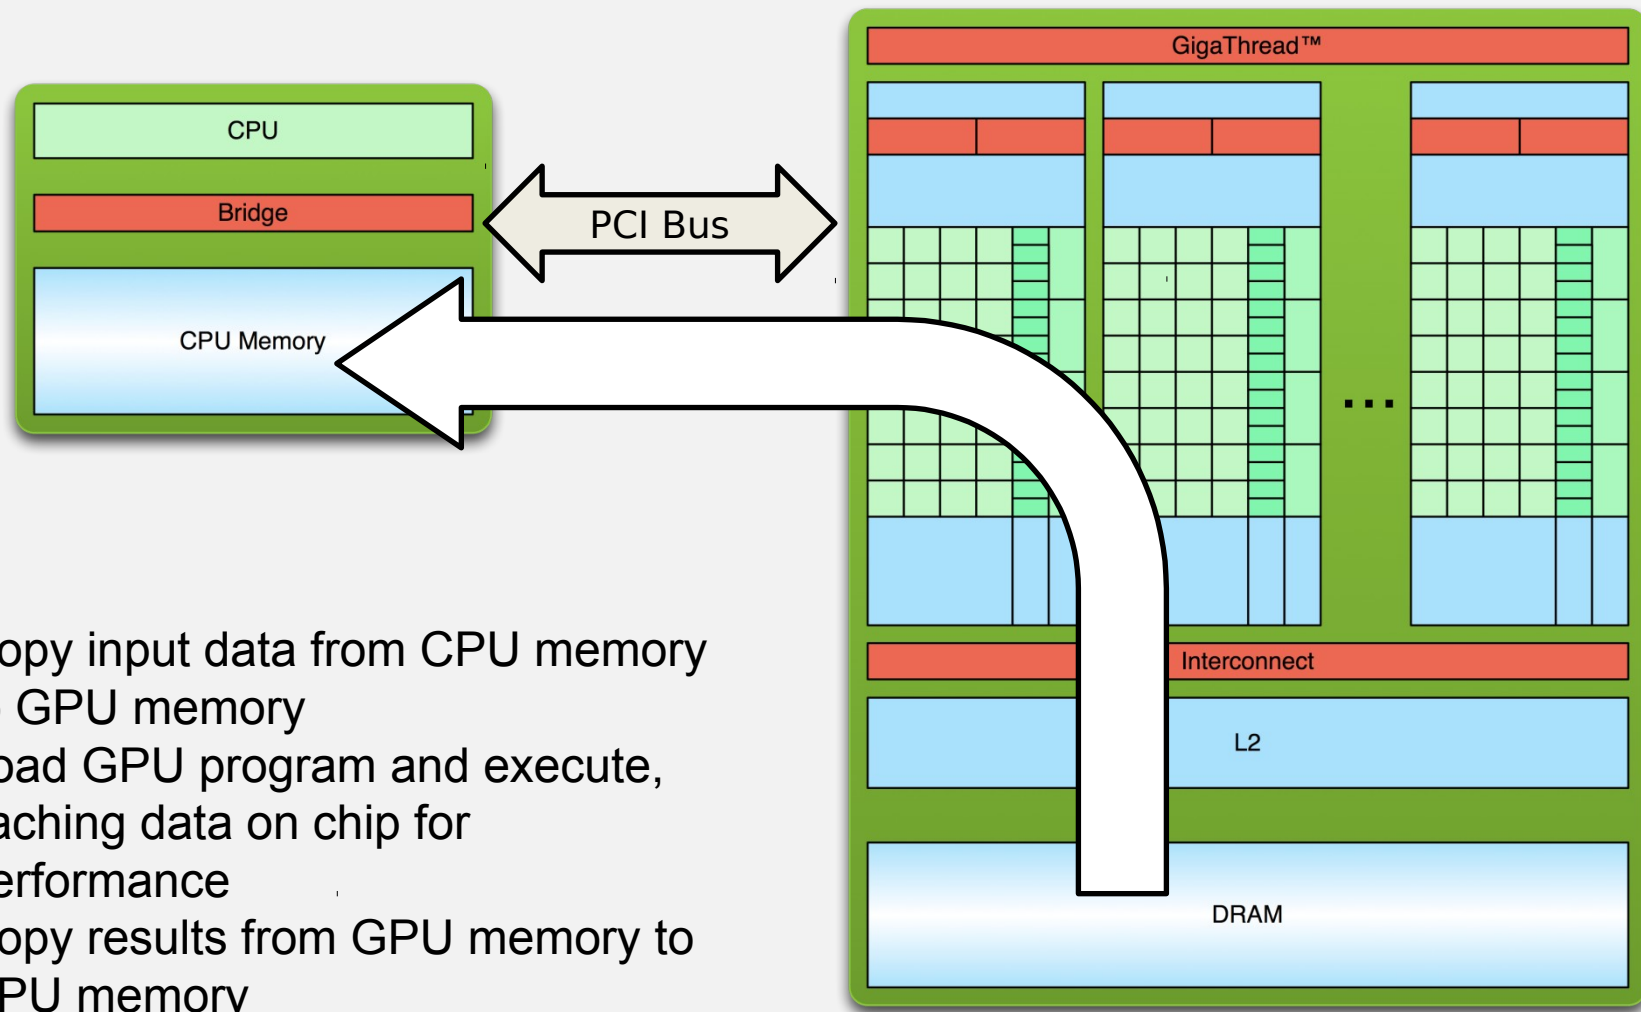 GigaThread™
CPU
Bridge
PCI Bus
CPU Memory
...
Interconnect
L2
DRAM
opy input data from CPU memory
GPU memory
oad GPU program and execute,
aching data on chip for
erformance
opy results from GPU memory to
PU memory